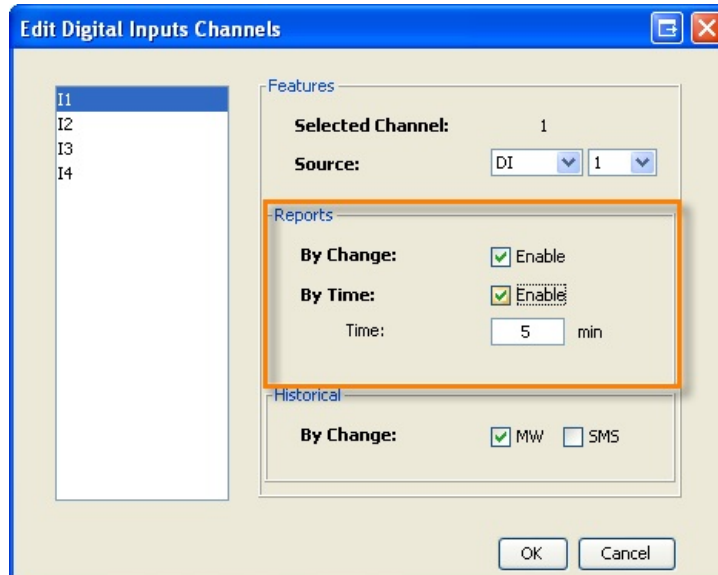 Edit Digital Inputs Channels
I1
I2
I3
I4
Features
Selected Channel: 1
Source: DI 1
Reports
By Change: Enable
By Time: Enable
Time: 5 min
Historical
By Change: MW SMS
OK Cancel